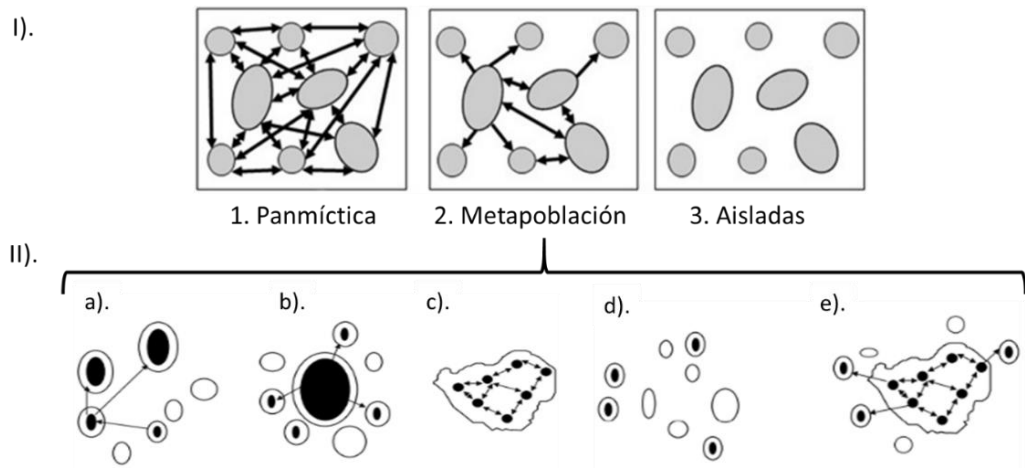 I).
1. Panmíctica 2. Metapoblación 3. Aisladas
II).
a). b). c). d). e).